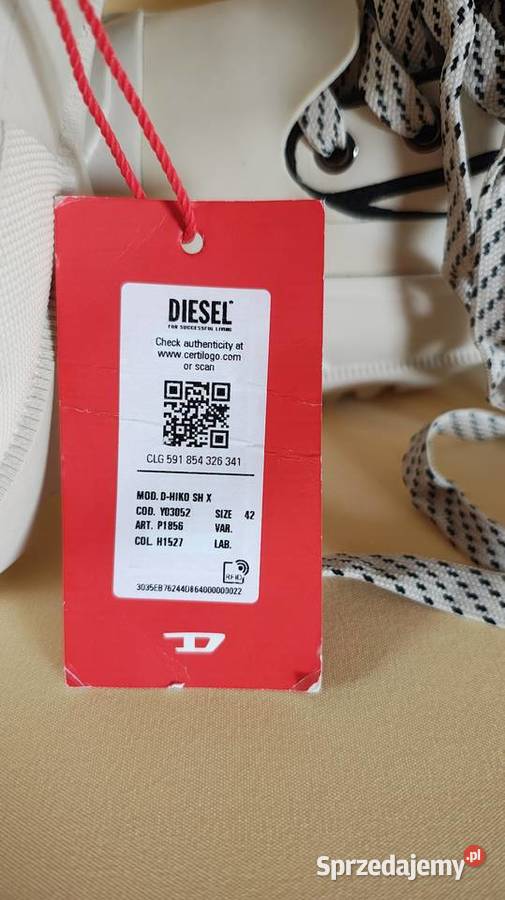 DIESEL
FOR SUCCESSFUL LIVING
Check authenticity at
www.certilogo.com
or scan
CLG 591 854 326 341
MOD. D-HIKO SH X
COD. Y03052 SIZE 42
ART. P1856 VAR.
COL. H1527 LAB.
RFID
3035EB76244D864000000022
D
Sprzedajemy.pl